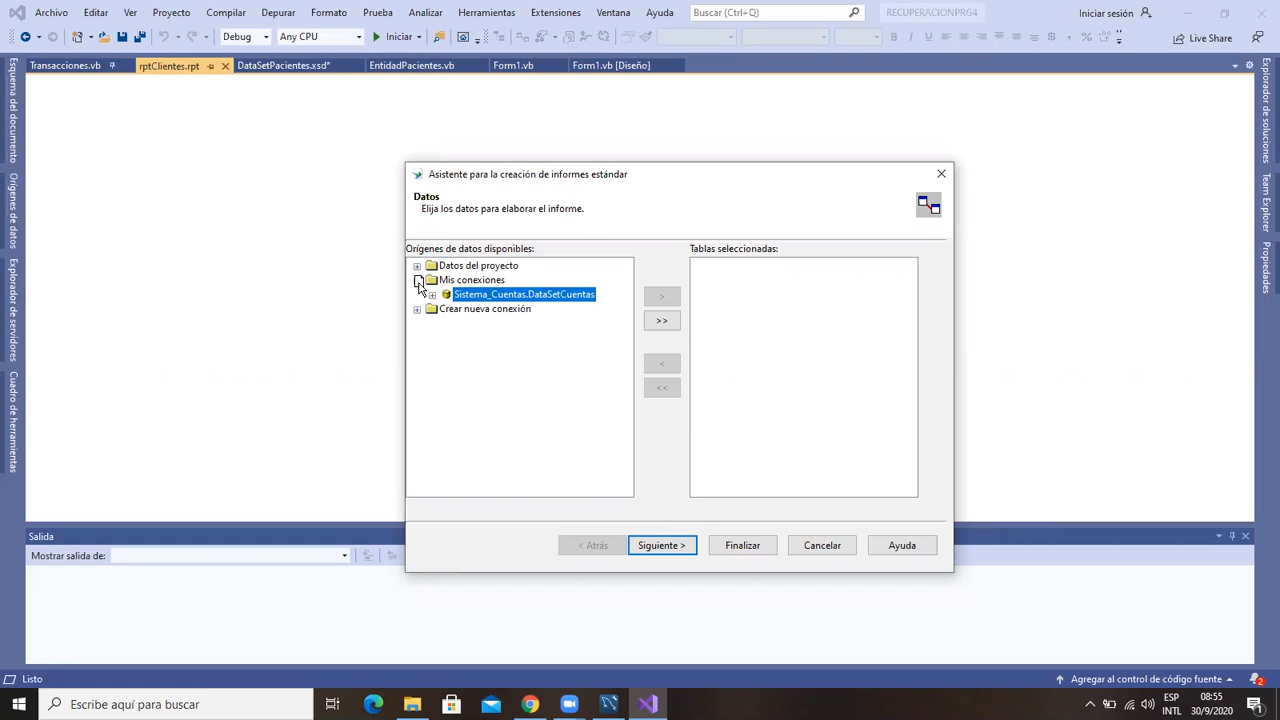 Archivo Editar Ver Proyecto Compilar Depurar Formato Prueba Analizar Herramientas Extensiones Ventana Ayuda Buscar (Ctrl+Q) RECUPERACIONPRG4 Iniciar sesión
Debug Any CPU Iniciar Live Share
Transacciones.vb rptClientes.rpt DataSetPacientes.xsd* EntidadPacientes.vb Form1.vb Form1.vb [Diseño]
Esquema del documento
Orígenes de datos
Explorador de servidores
Cuadro de herramientas
Asistente para la creación de informes estándar
Datos
Elija los datos para elaborar el informe.
Orígenes de datos disponibles:
Datos del proyecto
Mis conexiones
Sistema_Cuentas.DataSetCuentas
Crear nueva conexión
Tablas seleccionadas:
>
>>
<
<<
< Atrás Siguiente > Finalizar Cancelar Ayuda
Explorador de soluciones
Team Explorer
Propiedades
Salida
Mostrar salida de:
Listo Agregar al control de código fuente 2
Escribe aquí para buscar
ESP 08:55
INTL 30/9/2020